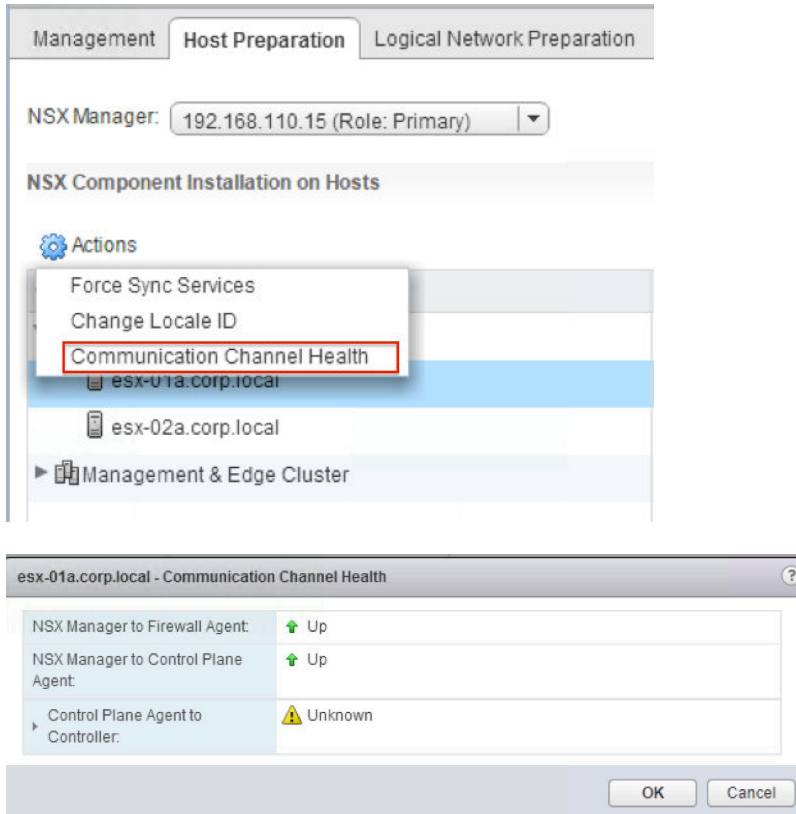 Management Host Preparation Logical Network Preparation
NSX Manager: 192.168.110.15 (Role: Primary)
NSX Component Installation on Hosts
Actions
Force Sync Services
Change Locale ID
Communication Channel Health
esx-01a.corp.local
esx-02a.corp.local
Management & Edge Cluster
esx-01a.corp.local - Communication Channel Health ?
NSX Manager to Firewall Agent: Up
NSX Manager to Control Plane Agent: Up
Control Plane Agent to Controller: Unknown
OK Cancel